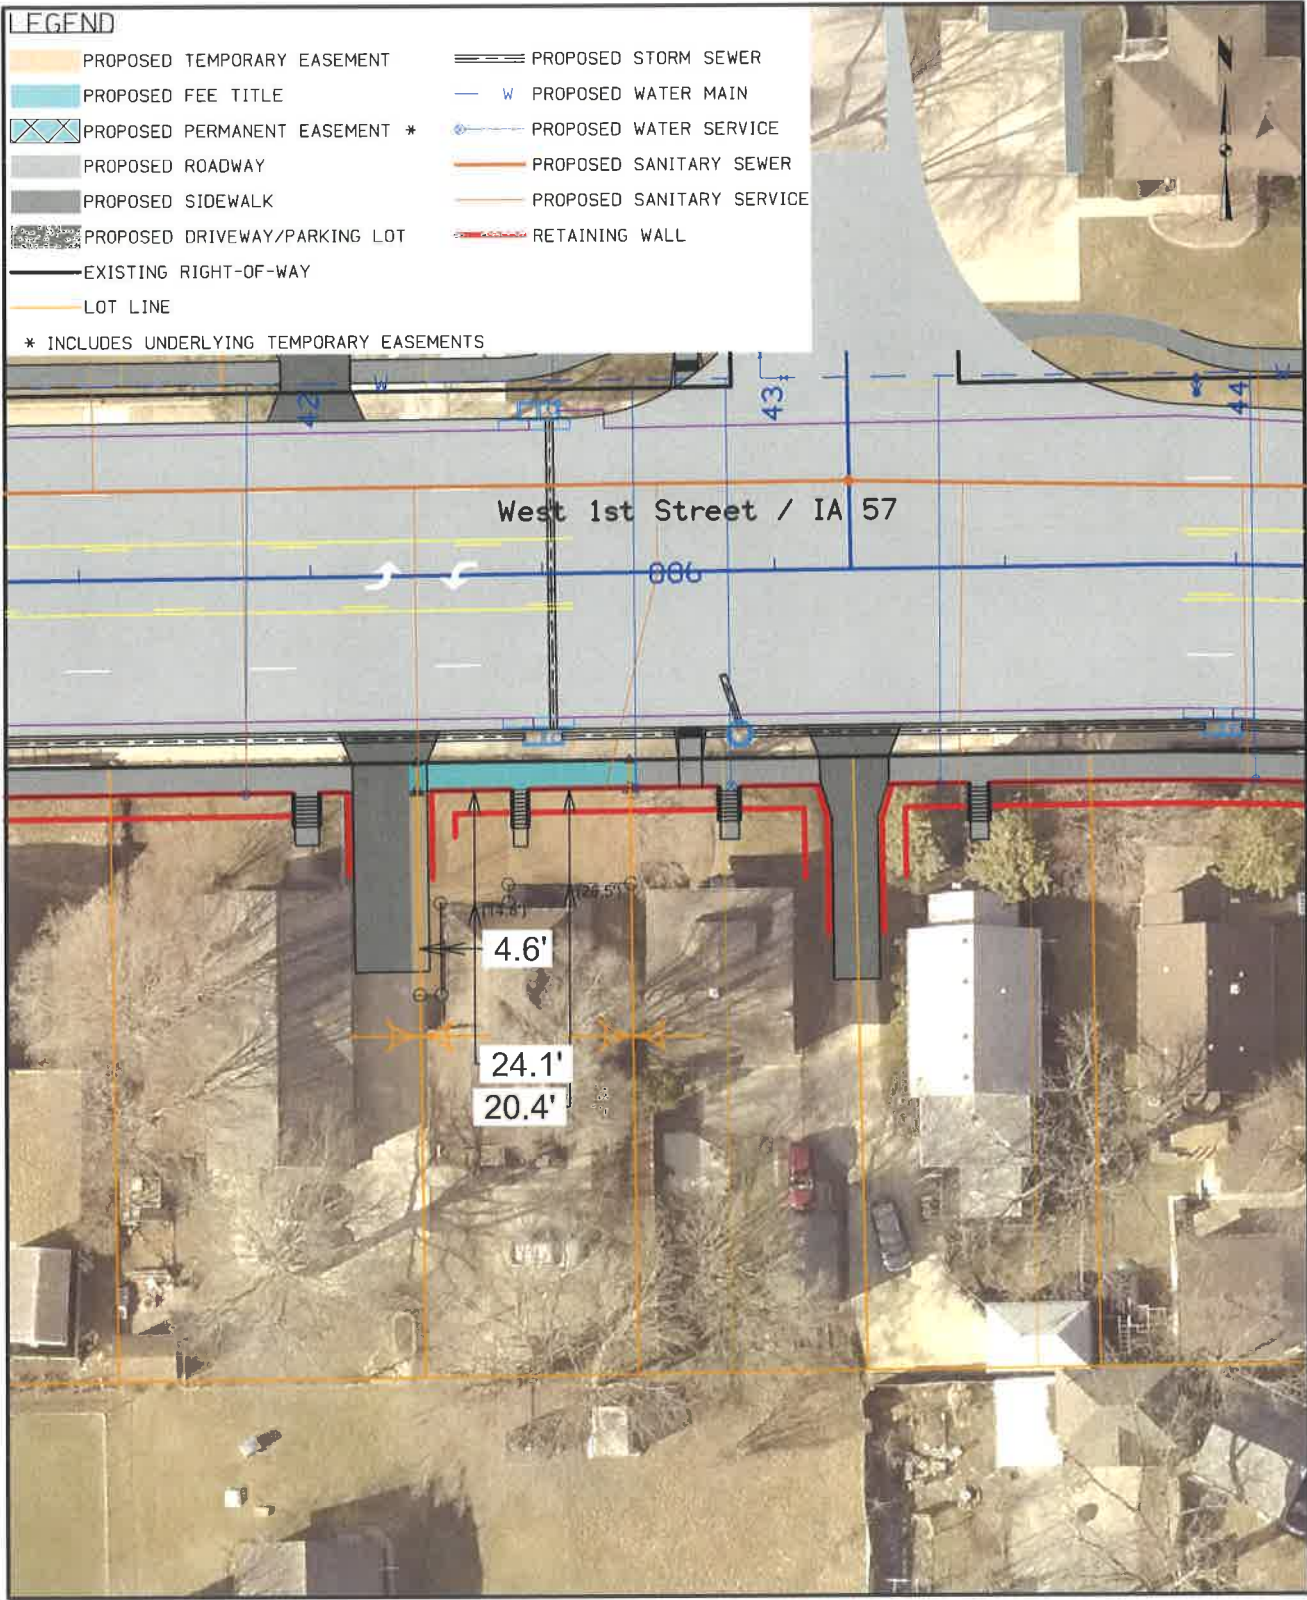 LEGEND
PROPOSED TEMPORARY EASEMENT
PROPOSED FEE TITLE
PROPOSED PERMANENT EASEMENT *
PROPOSED ROADWAY
PROPOSED SIDEWALK
PROPOSED DRIVEWAY/PARKING LOT
EXISTING RIGHT-OF-WAY
LOT LINE
* INCLUDES UNDERLYING TEMPORARY EASEMENTS
PROPOSED STORM SEWER
W PROPOSED WATER MAIN
PROPOSED WATER SERVICE
PROPOSED SANITARY SEWER
PROPOSED SANITARY SERVICE
RETAINING WALL
N
W
W
42
43
44
West 1st Street / IA 57
900
(26.5')
4.6'
24.1'
20.4'